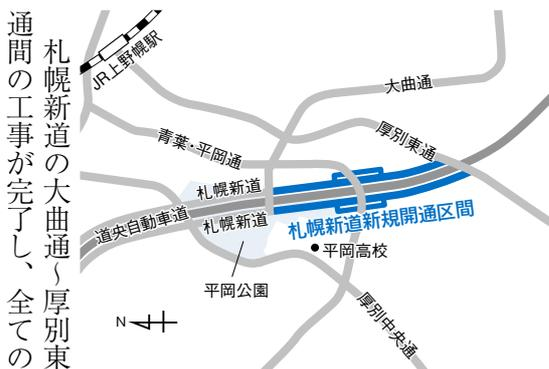 札幌新道の大曲通～厚別東
通間の工事が完了し、全ての
JR上野幌駅
大曲通
厚別東通
青葉・平岡通
札幌新道
道央自動車道
札幌新道
札幌新道新規開通区間
平岡高校
平岡公園
厚別中央通
N